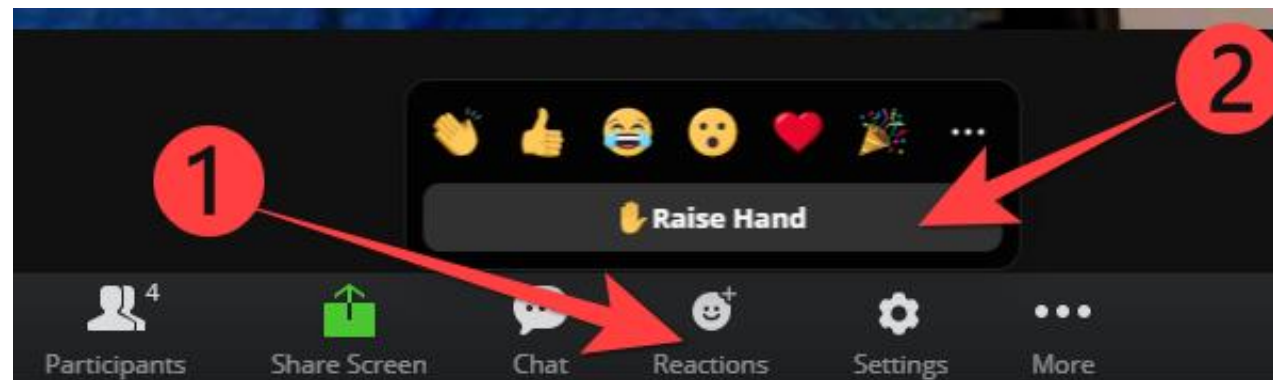 2
1
Raise Hand
4
Participants
Share Screen
Chat
Reactions
Settings
More